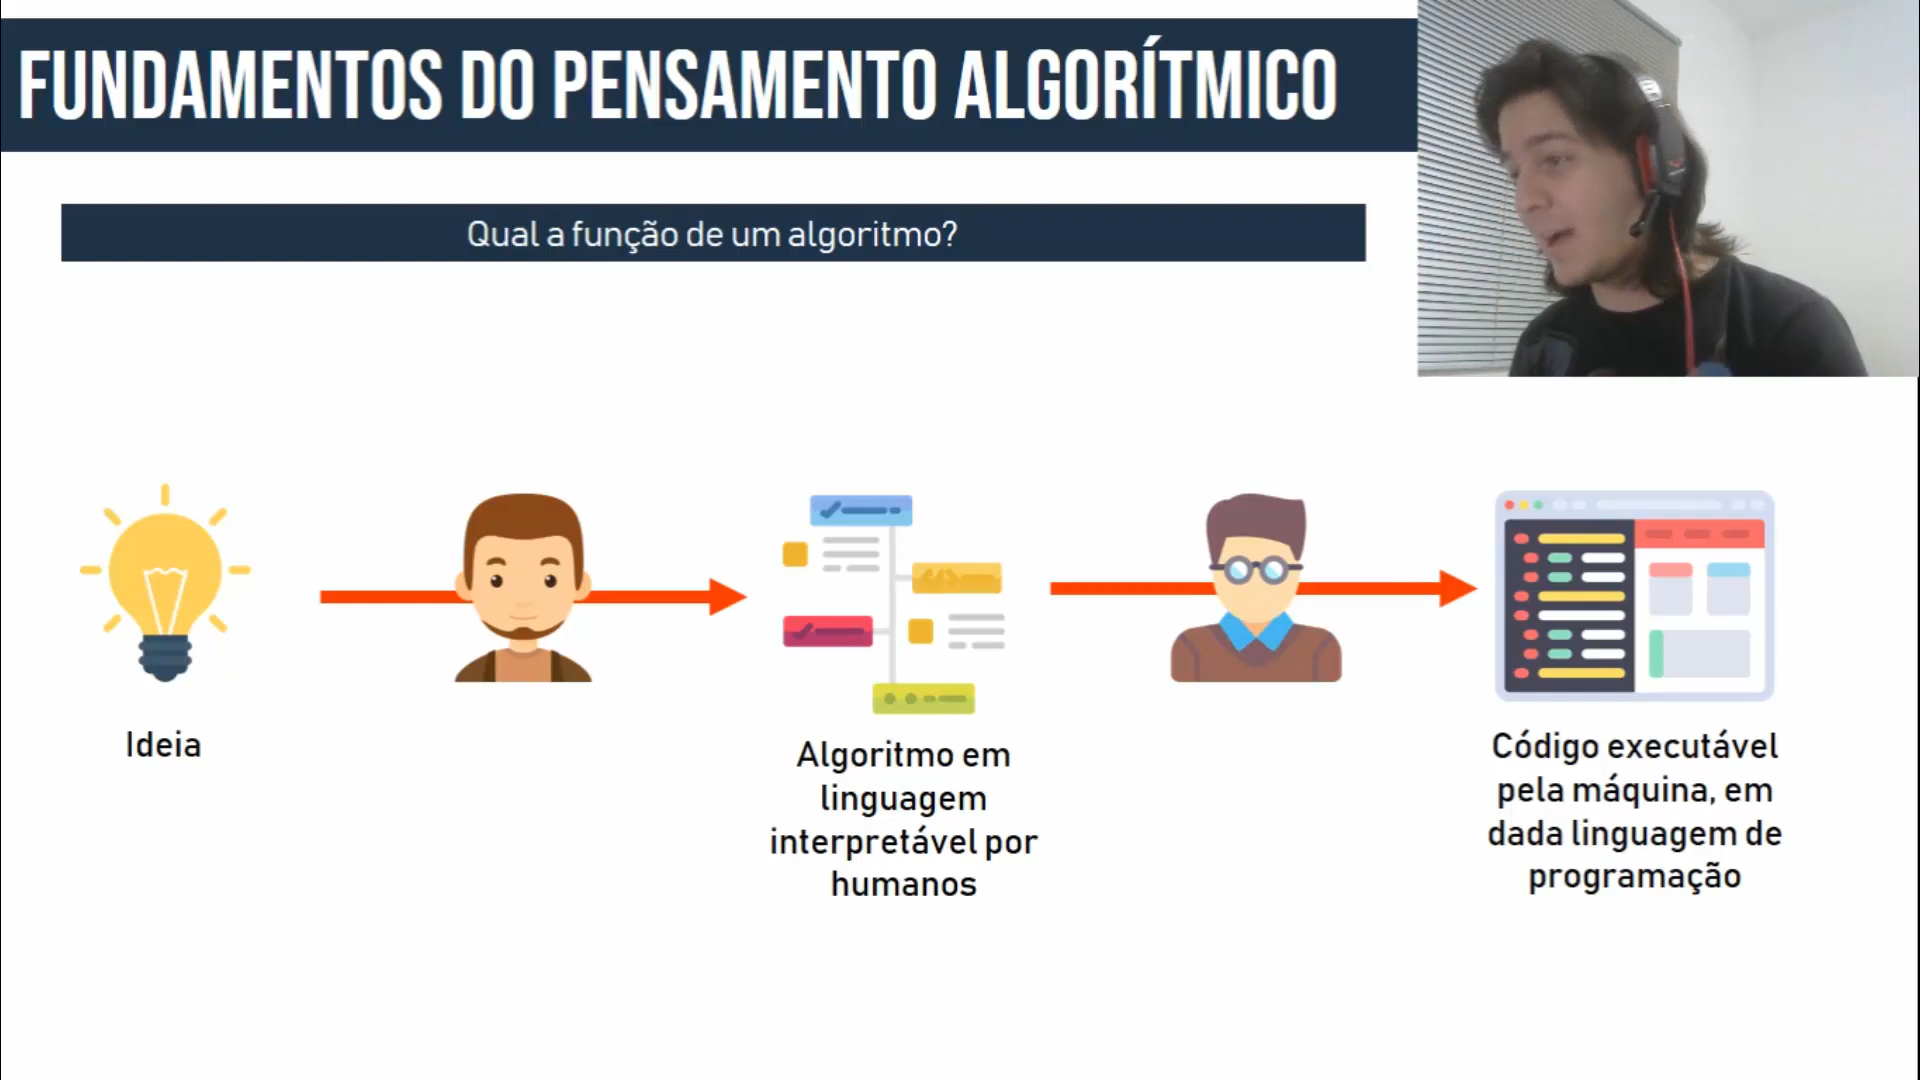 FUNDAMENTOS DO PENSAMENTO ALGORÍTMICO
Qual a função de um algoritmo?
Ideia
Algoritmo em
linguagem
interpretável por
humanos
Código executável
pela máquina, em
dada linguagem de
programação